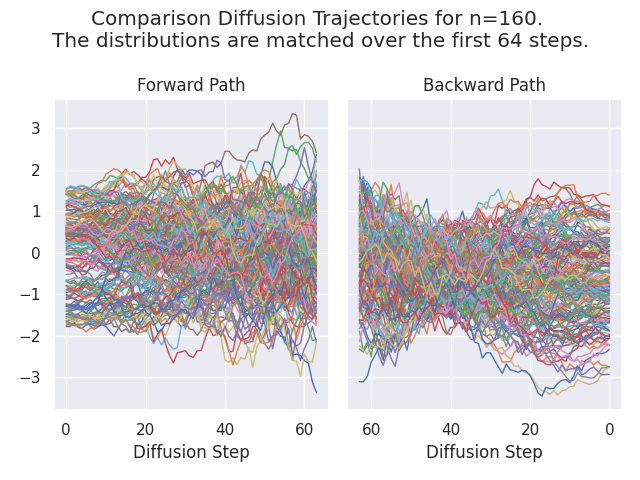 Comparison Diffusion Trajectories for n=160.
The distributions are matched over the first 64 steps.
Forward Path
Backward Path
3
2
1
0
−1
−2
−3
0 20 40 60
60 40 20 0
Diffusion Step
Diffusion Step